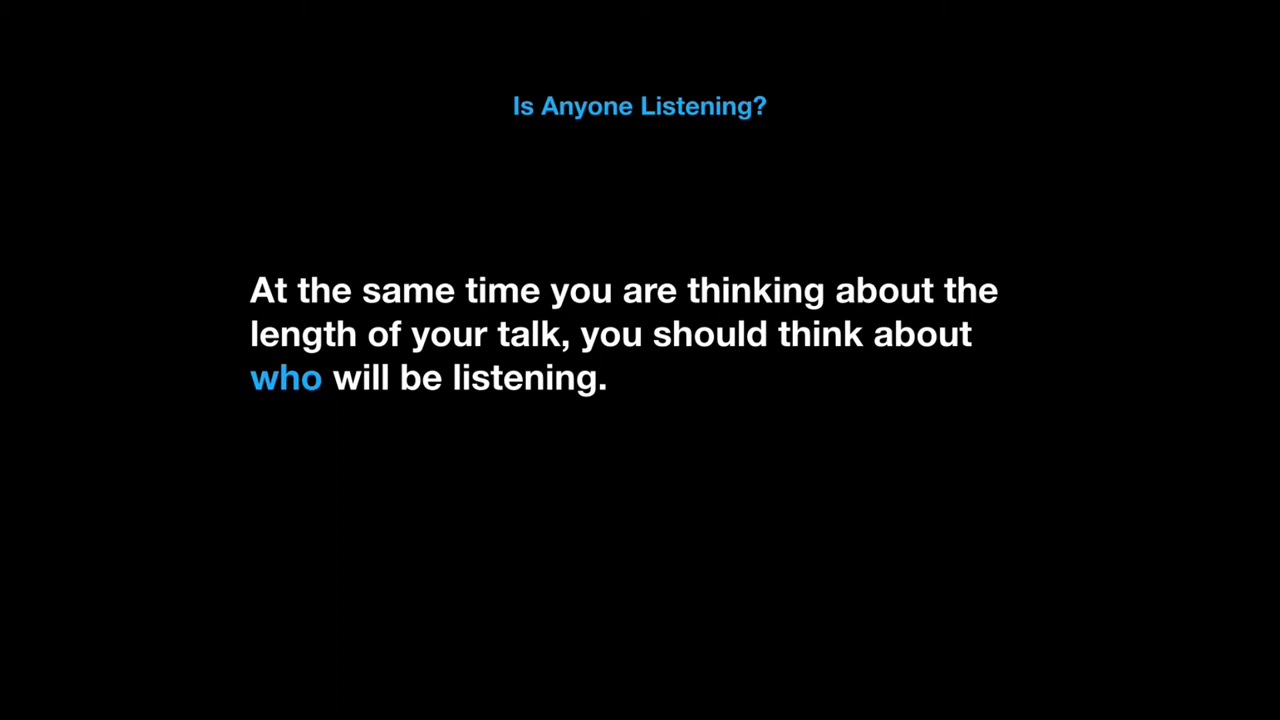 Is Anyone Listening?
At the same time you are thinking about the
length of your talk, you should think about
who will be listening.